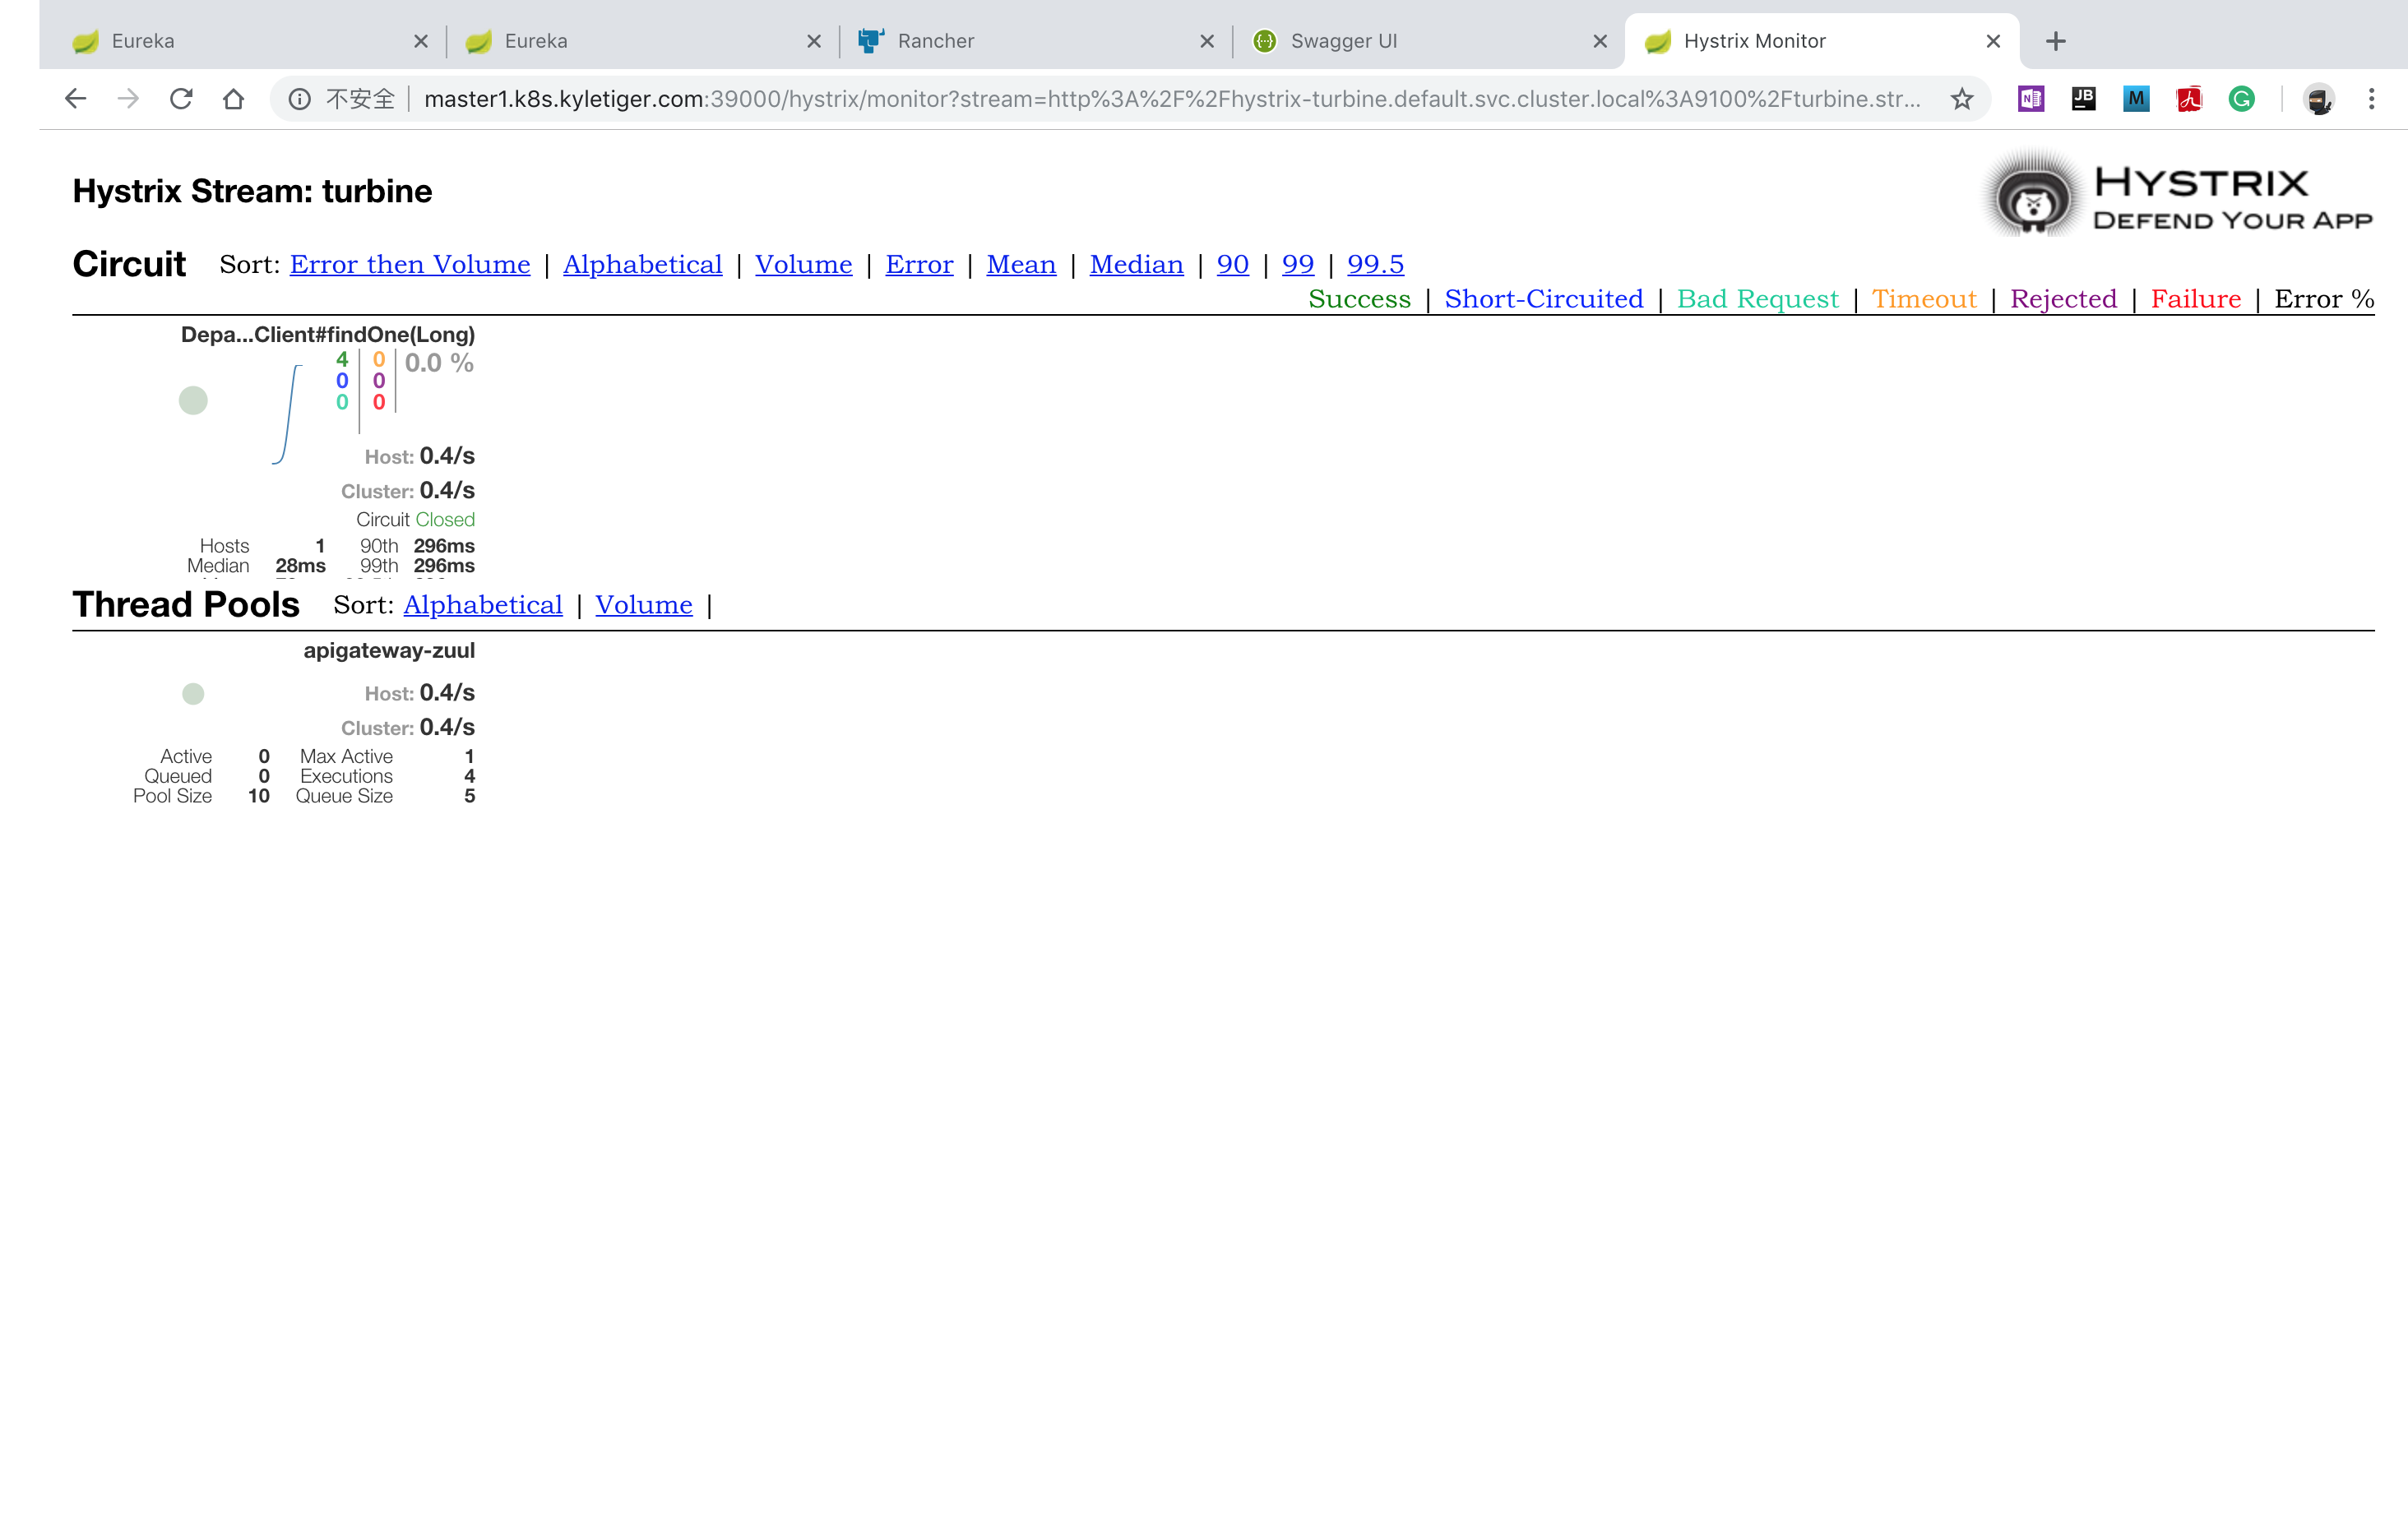 Eureka
Eureka
Rancher
Swagger UI
Hystrix Monitor
不安全 master1.k8s.kyletiger.com:39000/hystrix/monitor?stream=http%3A%2F%2Fhystrix-turbine.default.svc.cluster.local%3A9100%2Fturbine.str...
N
JB
M
G
Hystrix Stream: turbine
HYSTRIX
DEFEND YOUR APP
Circuit Sort: Error then Volume | Alphabetical | Volume | Error | Mean | Median | 90 | 99 | 99.5
Success | Short-Circuited | Bad Request | Timeout | Rejected | Failure | Error %
Depa...Client#findOne(Long)
4 0 0.0 %
0 0
0 0
Host: 0.4/s
Cluster: 0.4/s
Circuit Closed
Hosts 1 90th 296ms
Median 28ms 99th 296ms
Thread Pools Sort: Alphabetical | Volume |
apigateway-zuul
Host: 0.4/s
Cluster: 0.4/s
Active 0 Max Active 1
Queued 0 Executions 4
Pool Size 10 Queue Size 5